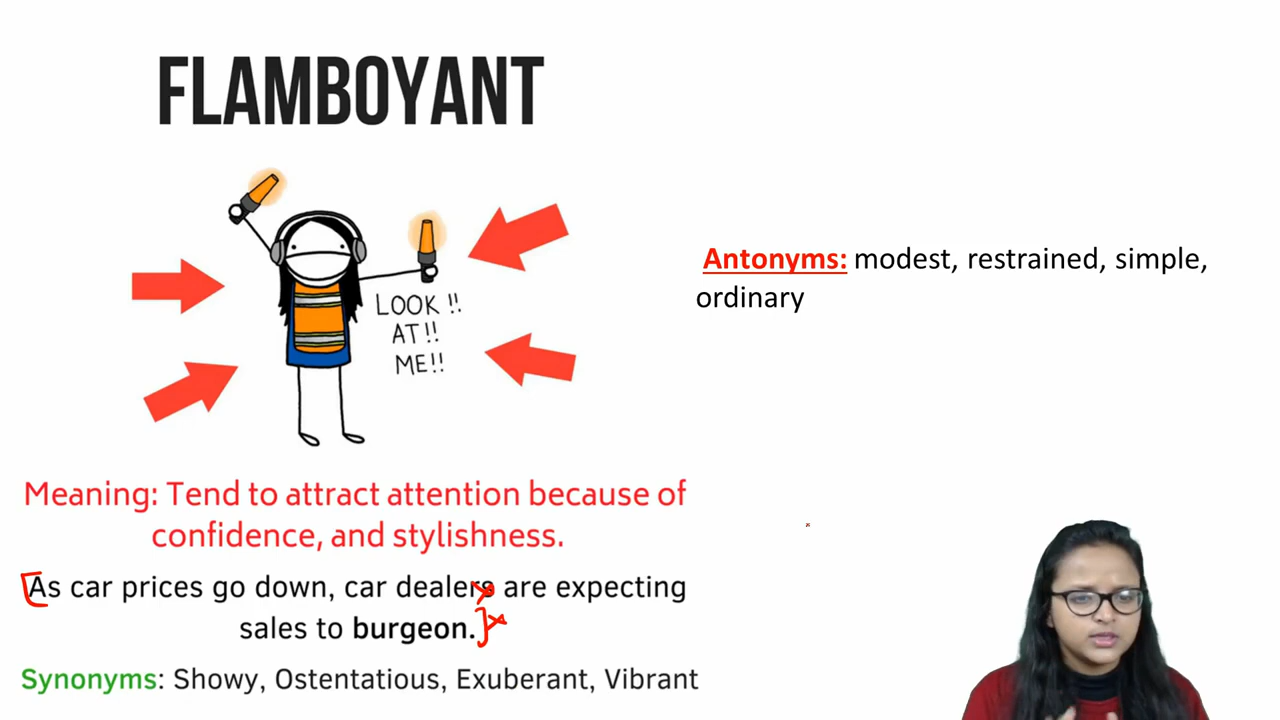 FLAMBOYANT
LOOK !!
AT !!
ME !!
Antonyms: modest, restrained, simple,
ordinary
Meaning: Tend to attract attention because of
confidence, and stylishness.
As car prices go down, car dealers are expecting
sales to burgeon.
Synonyms: Showy, Ostentatious, Exuberant, Vibrant